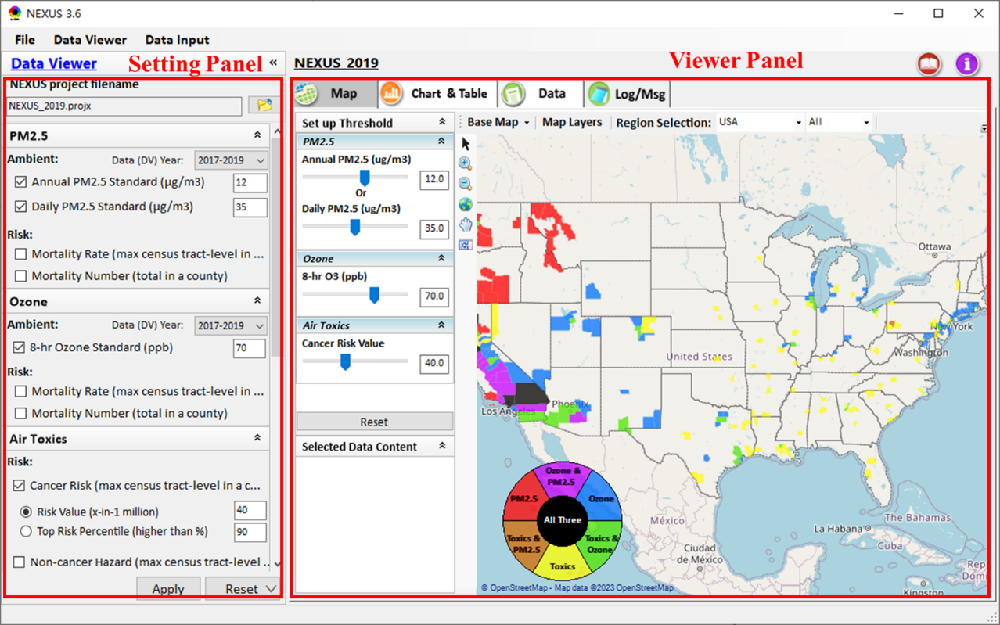 NEXUS 3.6
File Data Viewer Data Input
Data Viewer Setting Panel «
NEXUS project filename
NEXUS_2019.projx
PM2.5
Ambient: Data (DV) Year: 2017-2019
Annual PM2.5 Standard (µg/m3) 12
Daily PM2.5 Standard (µg/m3) 35
Risk:
Mortality Rate (max census tract-level in ...
Mortality Number (total in a county)
Ozone
Ambient: Data (DV) Year: 2017-2019
8-hr Ozone Standard (ppb) 70
Risk:
Mortality Rate (max census tract-level in ...
Mortality Number (total in a county)
Air Toxics
Risk:
Cancer Risk (max census tract-level in a c...
Risk Value (x-in-1 million) 40
Top Risk Percentile (higher than %) 90
Non-cancer Hazard (max census tract-level ..
Apply Reset
NEXUS_2019 Viewer Panel
Map Chart & Table Data Log/Msg
Set up Threshold
PM2.5
Annual PM2.5 (ug/m3)
12.0
Or
Daily PM2.5 (ug/m3)
35.0
Ozone
8-hr O3 (ppb)
70.0
Air Toxics
Cancer Risk Value
40.0
Reset
Selected Data Content
Base Map Map Layers Region Selection: USA All
Ottawa
New York
Washington
United States
Los Angeles
Phoenix
México
Ciudad
de México
La Habana
The Bahamas
Cuba
Rep
Domi
Kingston
Ozone &
PM2.5
PM2.5
Ozone
All Three
Toxics &
PM2.5
Toxics &
Ozone
Toxics
© OpenStreetMap - Map data ©2023 OpenStreetMap